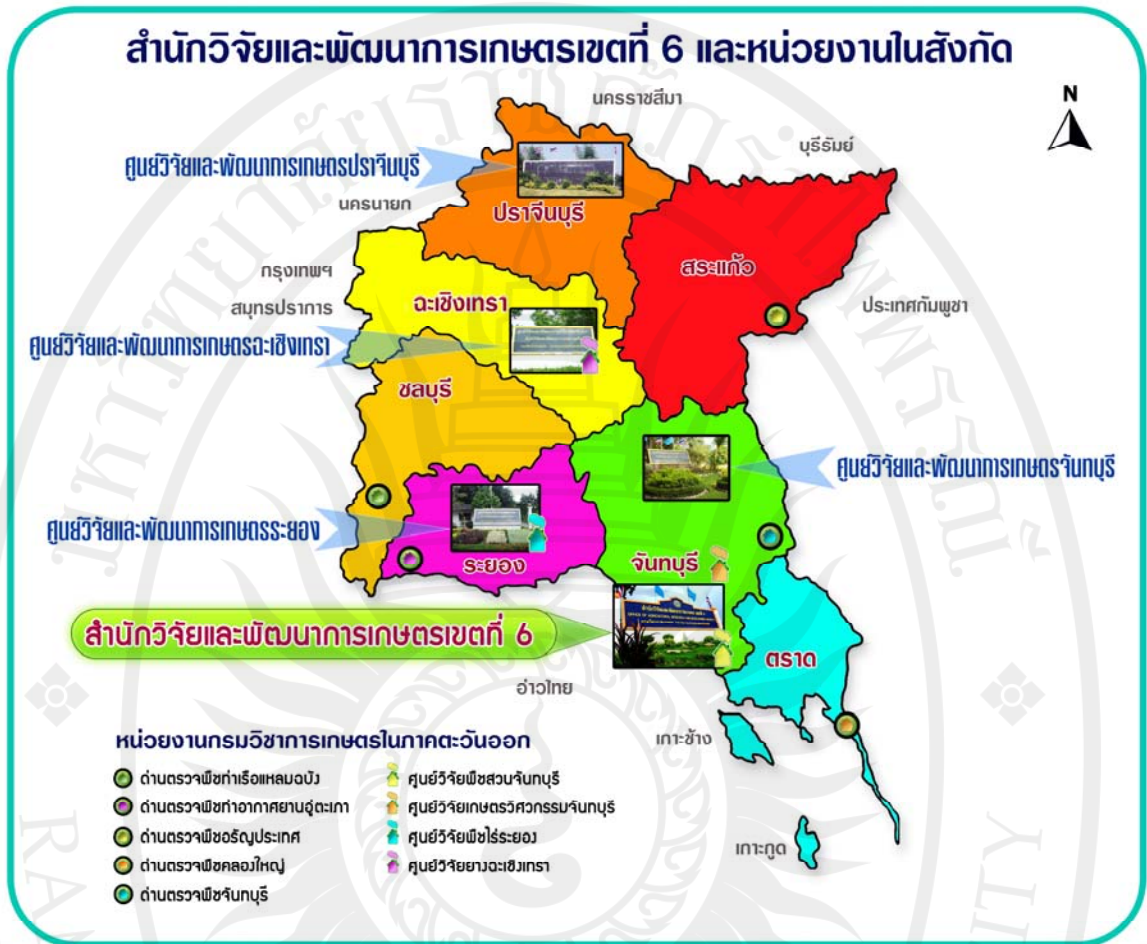 สำนักวิจัยและพัฒนาการเกษตรเขตที่ 6 และหน่วยงานในสังกัด
นครราชสีมา
N
บุรีรัมย์
ศูนย์วิจัยและพัฒนาการเกษตรปราจีนบุรี
นครนายก
ปราจีนบุรี
สระแก้ว
กรุงเทพฯ
สมุทรปราการ
ฉะเชิงเทรา
ประเทศกัมพูชา
ศูนย์วิจัยและพัฒนาการเกษตรฉะเชิงเทรา
ชลบุรี
ศูนย์วิจัยและพัฒนาการเกษตรจันทบุรี
ศูนย์วิจัยและพัฒนาการเกษตรระยอง
ระยอง
จันทบุรี
สำนักวิจัยและพัฒนาการเกษตรเขตที่ 6
ตราด
อ่าวไทย
เกาะช้าง
เกาะกูด
หน่วยงานกรมวิชาการเกษตรในภาคตะวันออก
ด่านตรวจพืชท่าเรือแหลมฉบัง
ด่านตรวจพืชท่าอากาศยานอู่ตะเภา
ด่านตรวจพืชอรัญประเทศ
ด่านตรวจพืชคลองใหญ่
ด่านตรวจพืชจันทบุรี
ศูนย์วิจัยพืชสวนจันทบุรี
ศูนย์วิจัยเกษตรวิศวกรรมจันทบุรี
ศูนย์วิจัยพืชไร่ระยอง
ศูนย์วิจัยยางฉะเชิงเทรา